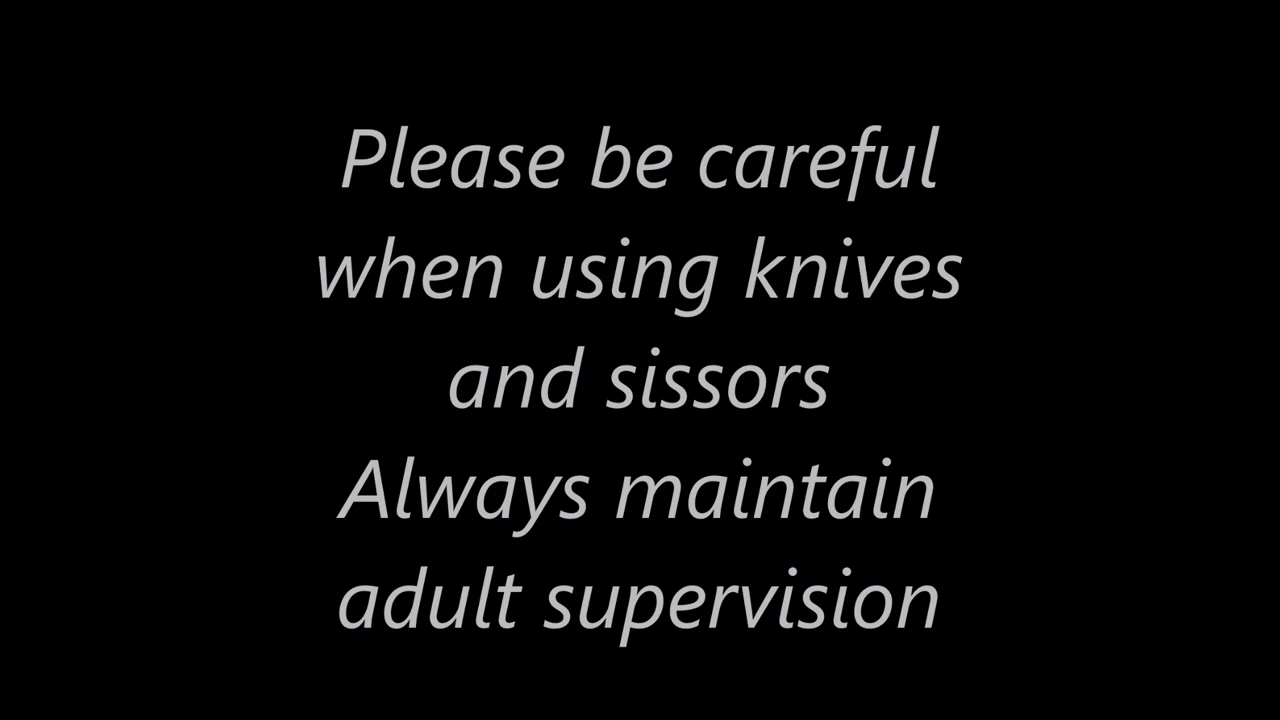 Please be careful
when using knives
and sissors
Always maintain
adult supervision